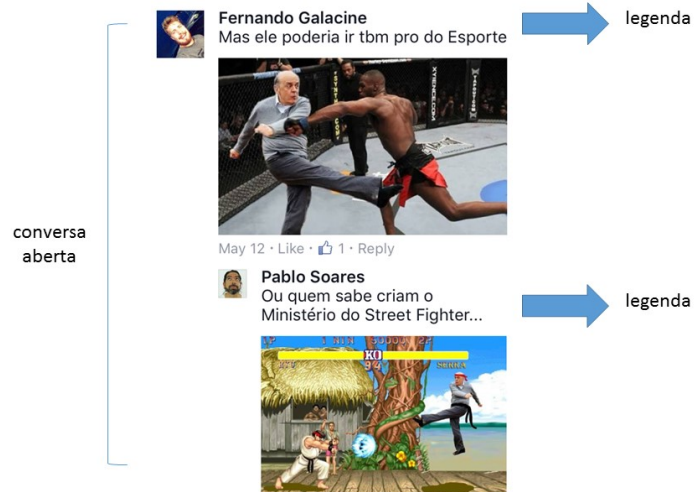 Fernando Galacine
Mas ele poderia ir tbm pro do Esporte
legenda
conversa
aberta
May 12 · Like · 1 · Reply
Pablo Soares
Ou quem sabe criam o
Ministério do Street Fighter...
legenda
KO